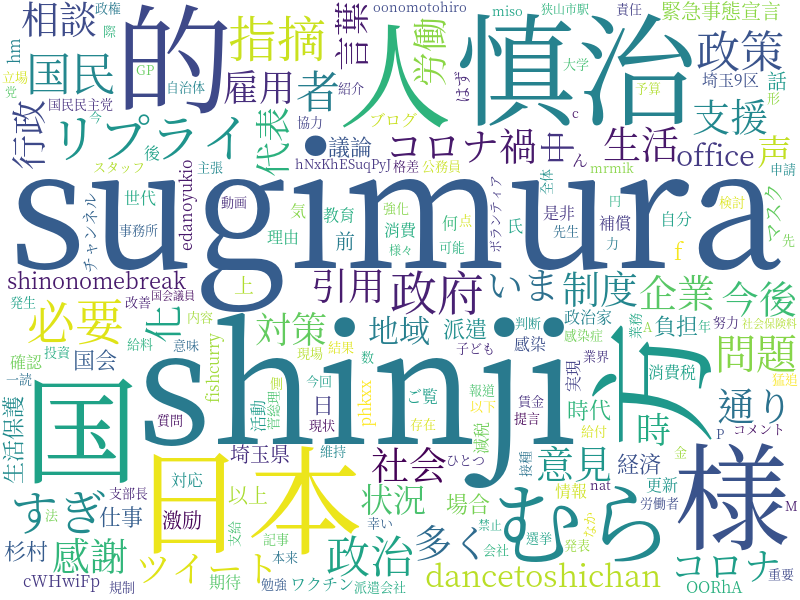 相談
政権
際
oonomotohiro
miso
狭山市駅
責任
緊急事態宣言
hm
GP
的
人
慎治
指摘
言葉
労働
政策
立場
党
国民
自治体
雇用
者
紹介
はず
大学
予算
埼玉9区
話
形
国民民主党
今
行政
リプライ
代表
協力
ブログ
c
支援
後
議論
コロナ禍
中
ん
生活
office
声
スタッフ
主張
hNxKhESuqPyJ
格差
公務員
mrmik
申請
チャンネル
世代
edanoyukio
動画
気
教育
強化
消費
何
点
ボランティア
全体
是非
円
自分
検討
マスク
事務所
理由
前
様々
可能
氏
先生
補償
力
先
sugimura
shinonomebreak
上
引用
政府
いま
制度
f
企業
今後
必要
化
発生
改善
国会議員
対策
地域
派遣
政治家
判断
感染症
負担
年
業務
A
努力
社会保険料
確認
投資
給料
内容
意味
現場
結果
数
子ども
感染
業界
消費税
問題
一読
国会
fishcurry
shinji
国
日本
方
様
生活保護
質問
活動
管総理
連
今回
日
現状
phlxxx
ご覧
減税
報道
以下
実現
賃金
提言
時代
時
通り
猛迫
p
コメント
埼玉県
社会
存在
給付
ひとつ
意見
経済
金
すぎ
支部長
仕事
対応
以上
維持
状況
場合
接種
情報
nat
更新
労働者
M
むら
法
激励
支給
記事
幸い
禁止
選挙
なか
杉村
感謝
ツイート
本来
政治
多く
会社
発表
コロナ
cWHwiFp
規制
期待
勉強
ワクチン
派遣会社
dancetoshichan
OORhA
重要